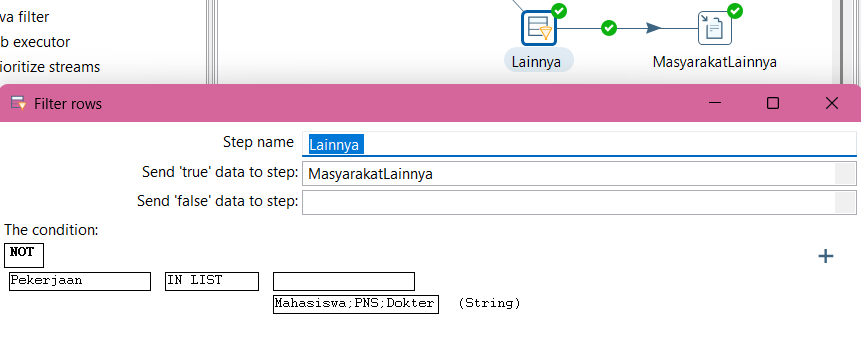 va filter
b executor
ioritize streams
Lainnya
MasyarakatLainnya
Filter rows
Step name
Lainnya
Send 'true' data to step:
MasyarakatLainnya
Send 'false' data to step:
The condition:
NOT
Pekerjaan
IN LIST
Mahasiswa;PNS;Dokter
(String)